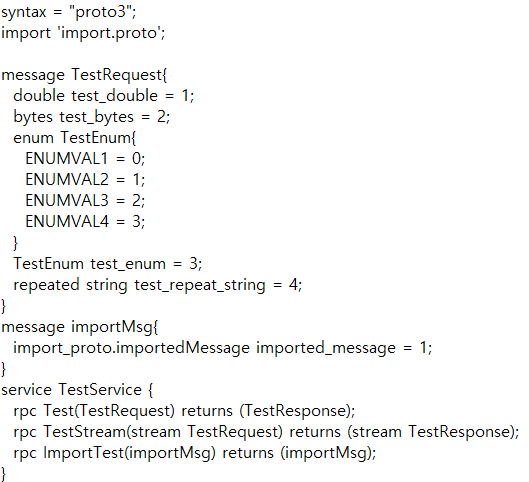 syntax = "proto3";
import 'import.proto';

message TestRequest{
  double test_double = 1;
  bytes test_bytes = 2;
  enum TestEnum{
    ENUMVAL1 = 0;
    ENUMVAL2 = 1;
    ENUMVAL3 = 2;
    ENUMVAL4 = 3;
  }
  TestEnum test_enum = 3;
  repeated string test_repeat_string = 4;
}
message importMsg{
  import_proto.importedMessage imported_message = 1;
}
service TestService {
  rpc Test(TestRequest) returns (TestResponse);
  rpc TestStream(stream TestRequest) returns (stream TestResponse);
  rpc ImportTest(importMsg) returns (importMsg);
}